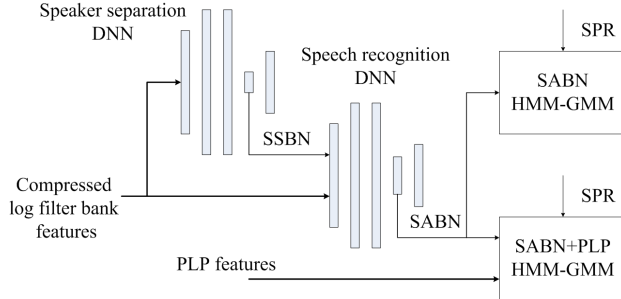 Speaker separation
DNN
SPR
Speech recognition
DNN
SABN
HMM-GMM
SSBN
Compressed
log filter bank
features
SPR
SABN
SABN+PLP
HMM-GMM
PLP features